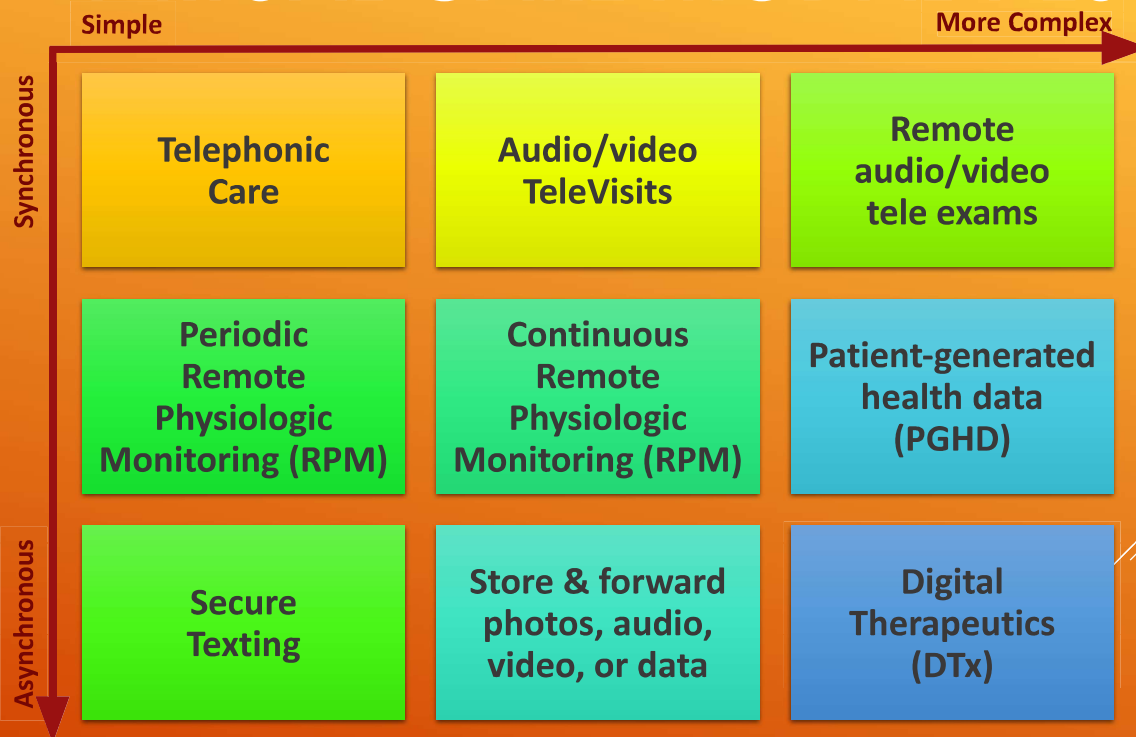 Simple
More Complex
Synchronous
Telephonic
Care
Audio/video
TeleVisits
Remote
audio/video
tele exams
Periodic
Remote
Physiologic
Monitoring (RPM)
Continuous
Remote
Physiologic
Monitoring (RPM)
Patient-generated
health data
(PGHD)
Asynchronous
Secure
Texting
Store & forward
photos, audio,
video, or data
Digital
Therapeutics
(DTx)